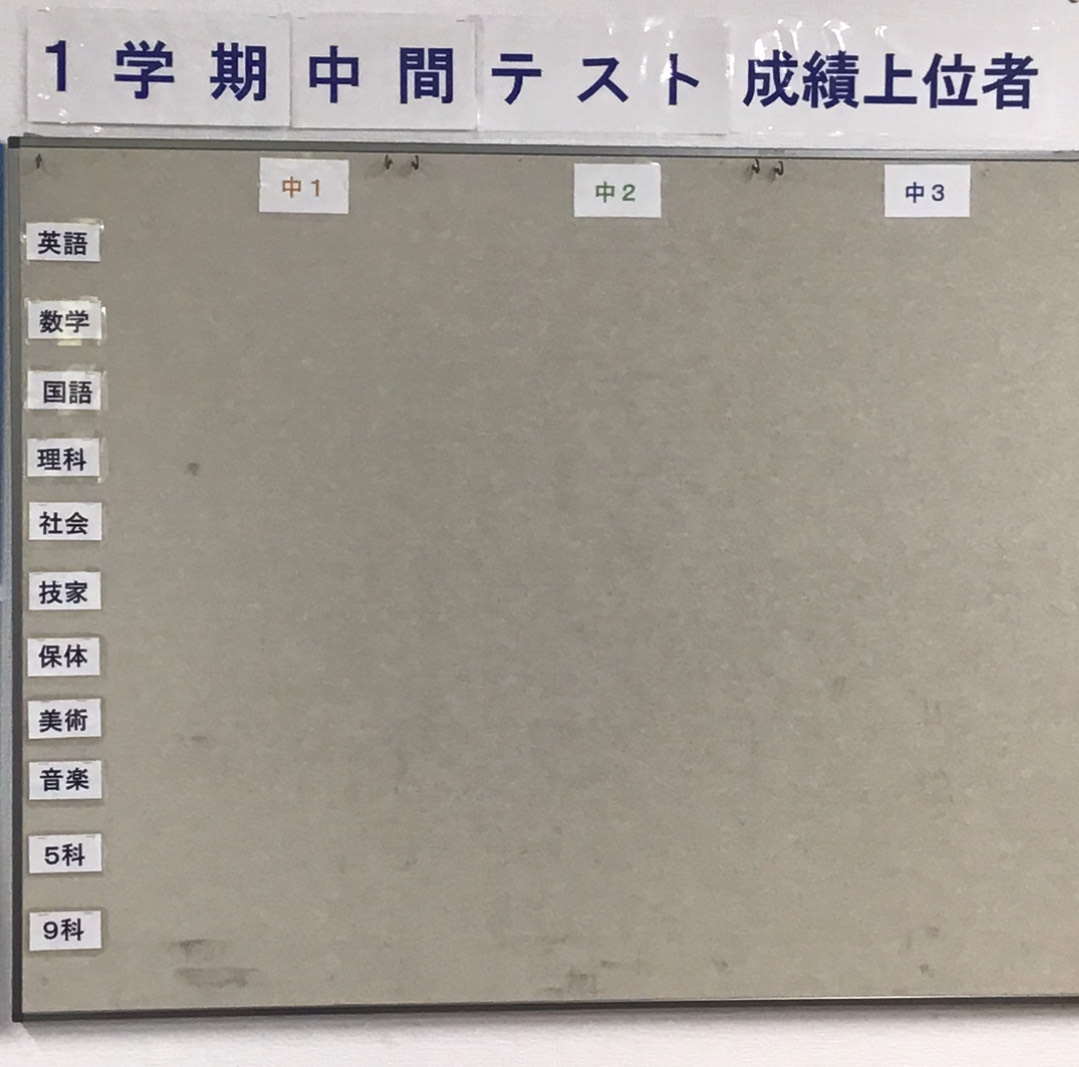 1学期中間テスト成績上位者
中1 中2 中3
英語
数学
国語
理科
社会
技家
保体
美術
音楽
5科
9科